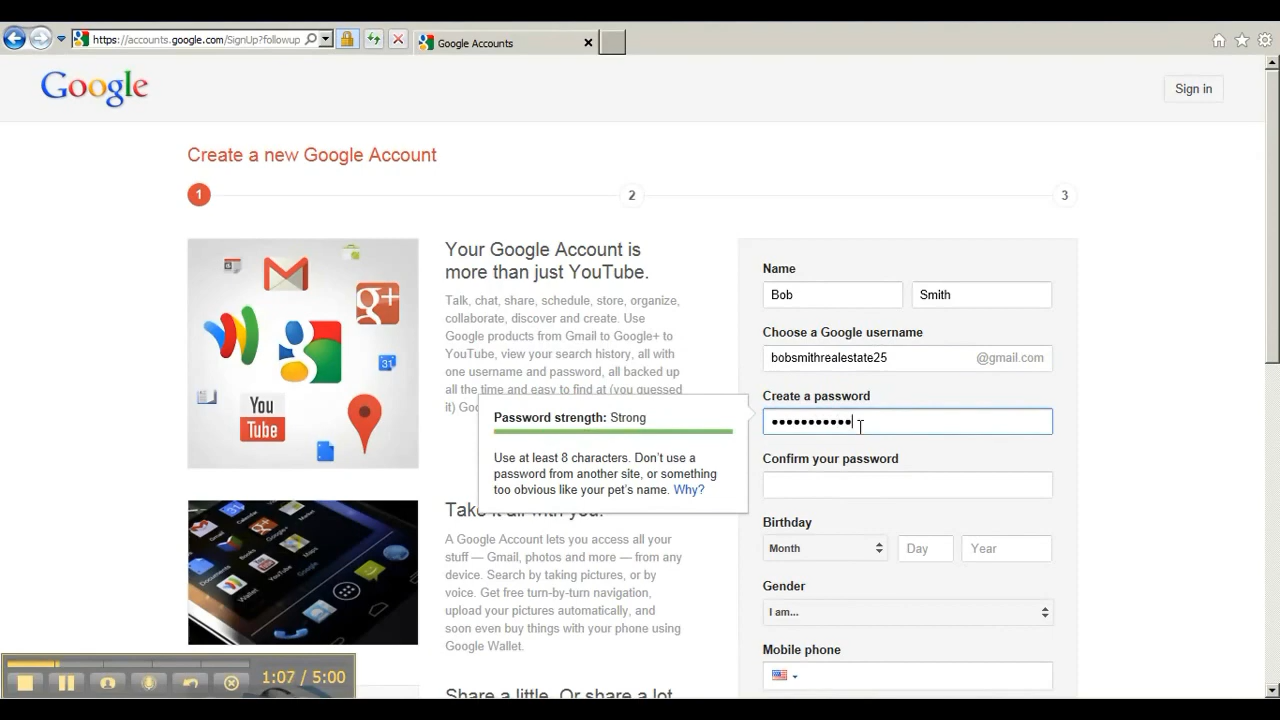 https://accounts.google.com/SignUp?followup
Google Accounts
Google
Sign in
Create a new Google Account
1
2
3
Your Google Account is
more than just YouTube.
Talk, chat, share, schedule, store, organize,
collaborate, discover and create. Use
Google products from Gmail to Google+ to
YouTube, view your search history, all with
one username and password, all backed up
all the time and easy to find at (you guessed
it) Goo
g+
31
You
Tube
Name
Bob
Smith
Choose a Google username
bobsmithrealestate25
@gmail.com
Create a password
Password strength: Strong
Use at least 8 characters. Don't use a
password from another site, or something
too obvious like your pet's name. Why?
Confirm your password
Birthday
Month
Day
Year
Gender
I am...
Mobile phone
Take it all with you.
A Google Account lets you access all your
stuff — Gmail, photos and more — from any
device. Search by taking pictures, or by
voice. Get free turn-by-turn navigation,
upload your pictures automatically, and
soon even buy things with your phone using
Google Wallet.
Share a little. Or share a lot.
1:07 / 5:00